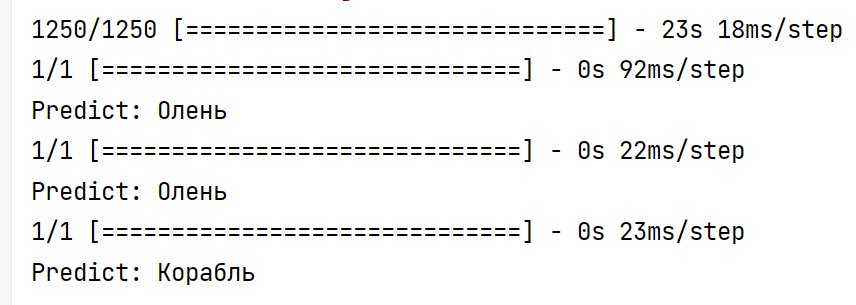 1250/1250 [==============================] - 23s 18ms/step
1/1 [==============================] - 0s 92ms/step
Predict: Олень
1/1 [==============================] - 0s 22ms/step
Predict: Олень
1/1 [==============================] - 0s 23ms/step
Predict: Корабль